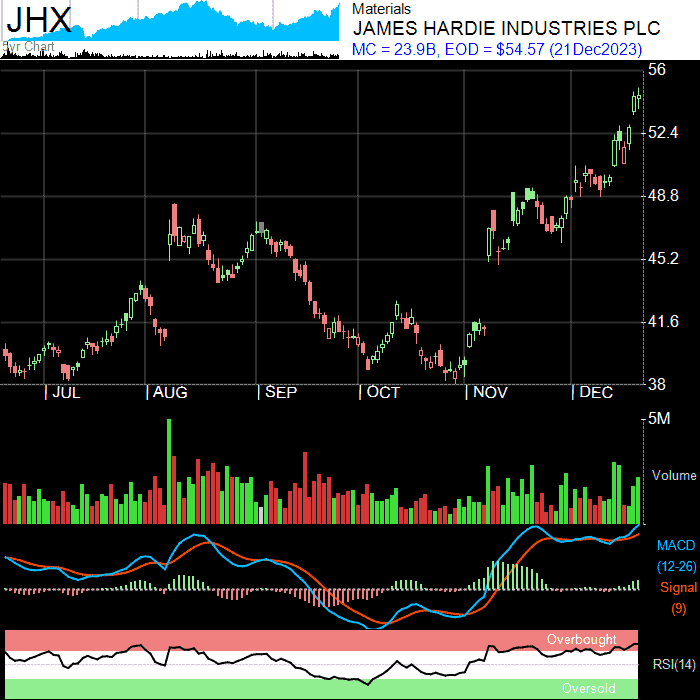 JHX
5yr Chart
Materials
JAMES HARDIE INDUSTRIES PLC
MC = 23.9B, EOD = $54.57 (21Dec2023)
56
52.4
48.8
45.2
41.6
38
JUL AUG SEP OCT NOV DEC
5M
Volume
MACD
(12-26)
Signal
(9)
Overbought
RSI(14)
Oversold